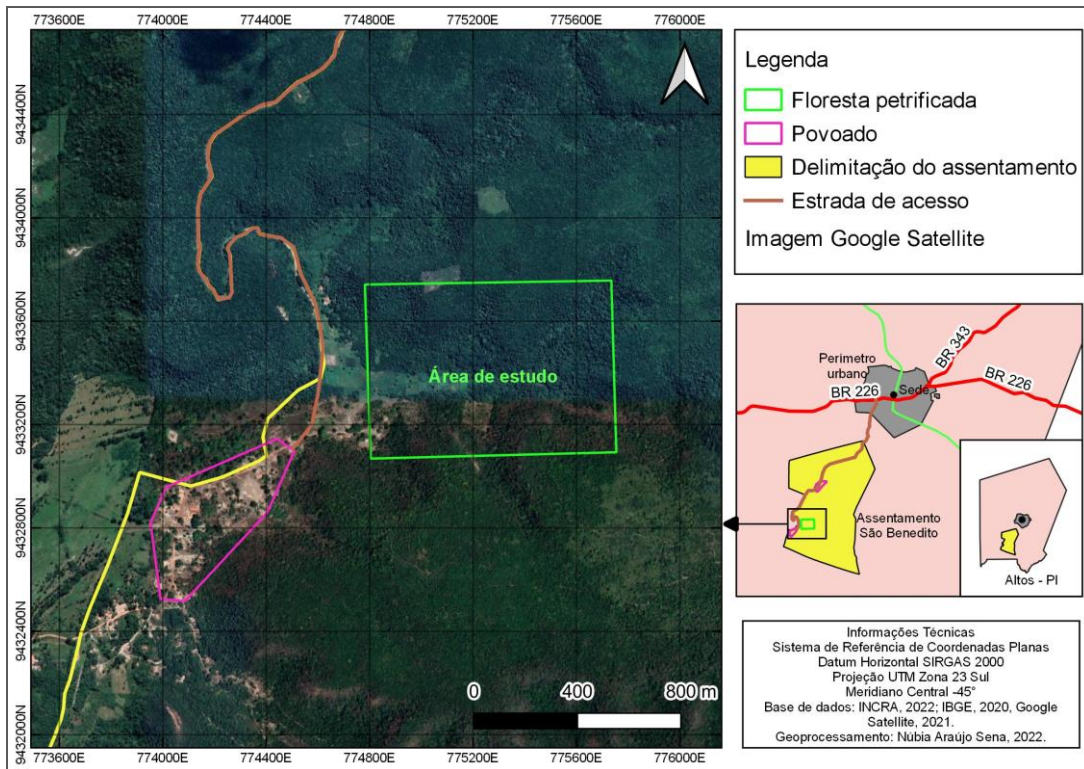 773600E 774000E 774400E 774800E 775200E 775600E 776000E
9434400N
9434000N
9433600N
9433200N
9432800N
9432400N
9432000N
Área de estudo
0 400 800 m
773600E 774000E 774400E 774800E 775200E 775600E 776000E
Legenda
Floresta petrificada
Povoado
Delimitação do assentamento
Estrada de acesso
Imagem Google Satellite
BR 343
Perimetro
urbano
Sede
BR 226
BR 226
Assentamento
São Benedito
Altos - PI
Informações Técnicas
Sistema de Referência de Coordenadas Planas
Datum Horizontal SIRGAS 2000
Projeção UTM Zona 23 Sul
Meridiano Central -45°
Base de dados: INCRA, 2022; IBGE, 2020, Google
Satellite, 2021.
Geoprocessamento: Núbia Araújo Sena, 2022.